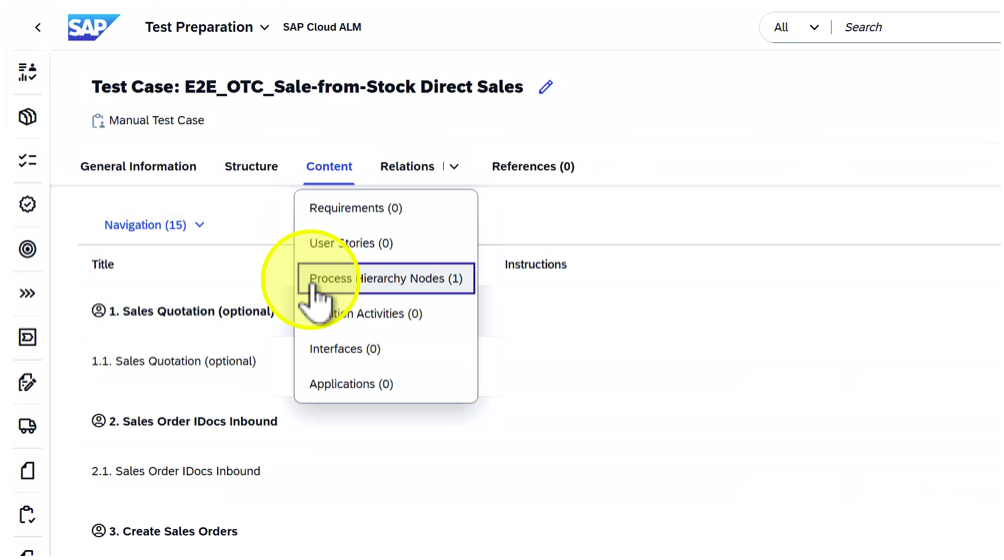 SAP Test Preparation SAP Cloud ALM All Search
Test Case: E2E_OTC_Sale-from-Stock Direct Sales
Manual Test Case
General Information Structure Content Relations References (0)
Requirements (0)
Navigation (15)
User Stories (0)
Title Instructions
Process Hierarchy Nodes (1)
1. Sales Quotation (optional)
Activities (0)
Interfaces (0)
1.1. Sales Quotation (optional)
Applications (0)
2. Sales Order IDocs Inbound
2.1. Sales Order IDocs Inbound
3. Create Sales Orders